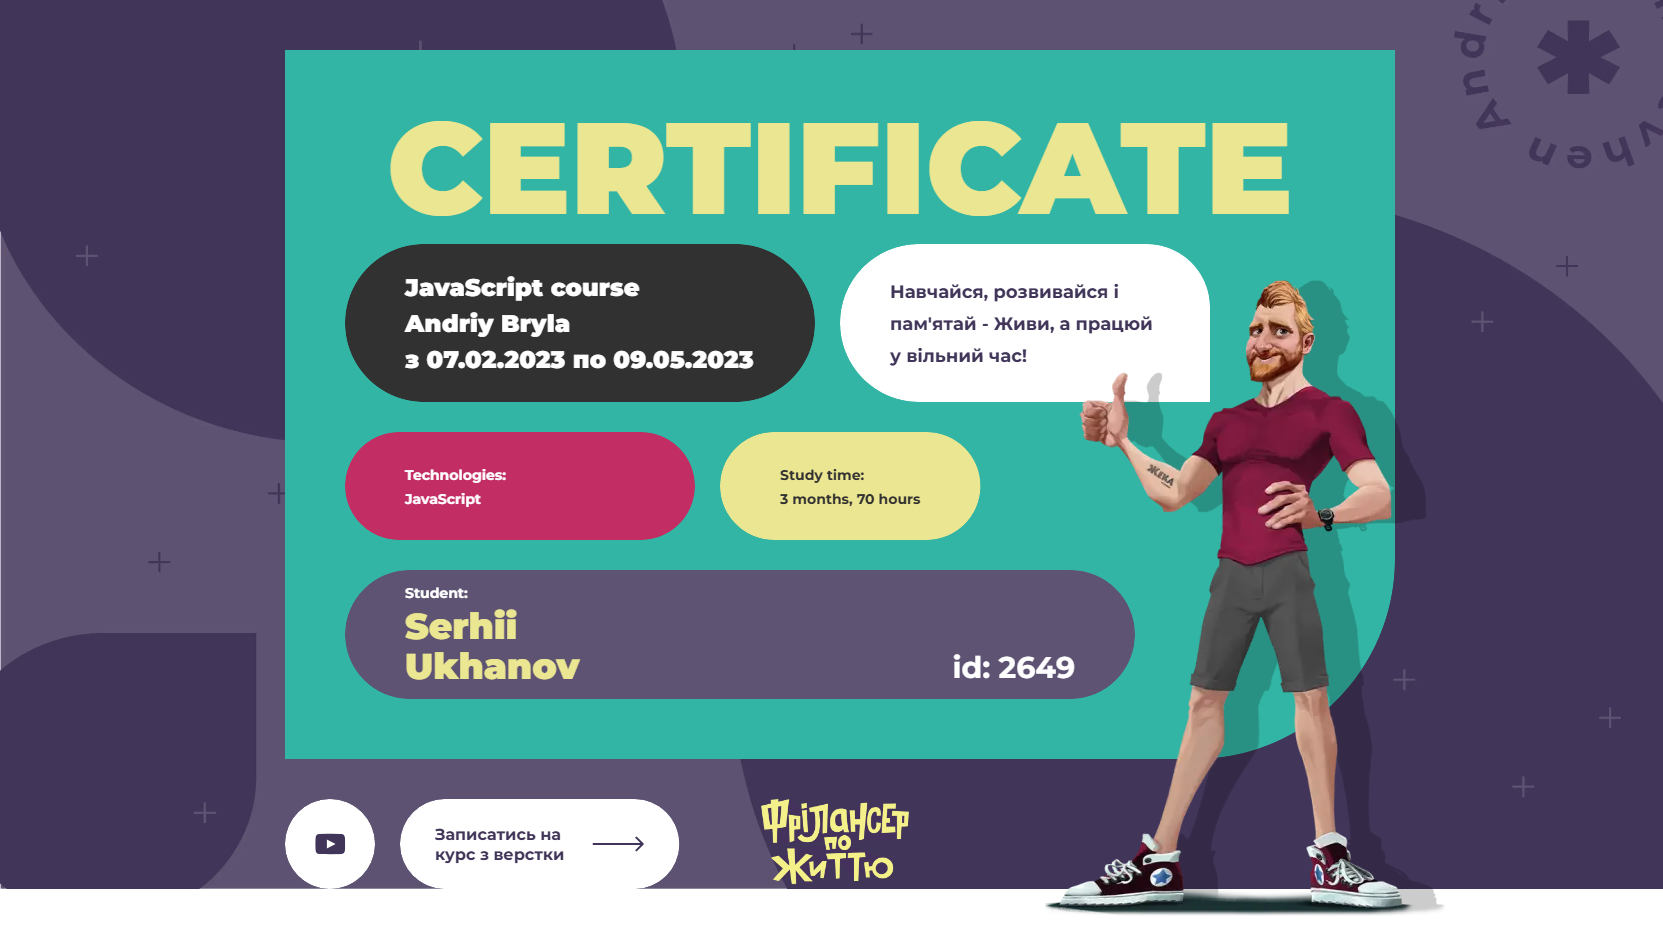 CERTIFICATE
JavaScript course
Andriy Bryla
з 07.02.2023 по 09.05.2023
Навчайся, розвивайся і
пам'ятай - Живи, а працюй
у вільний час!
Technologies:
JavaScript
Study time:
3 months, 70 hours
ЖЕКА
Student:
Serhii
Ukhanov
id: 2649
Записатись на
курс з верстки
Фрілансер
по
життю